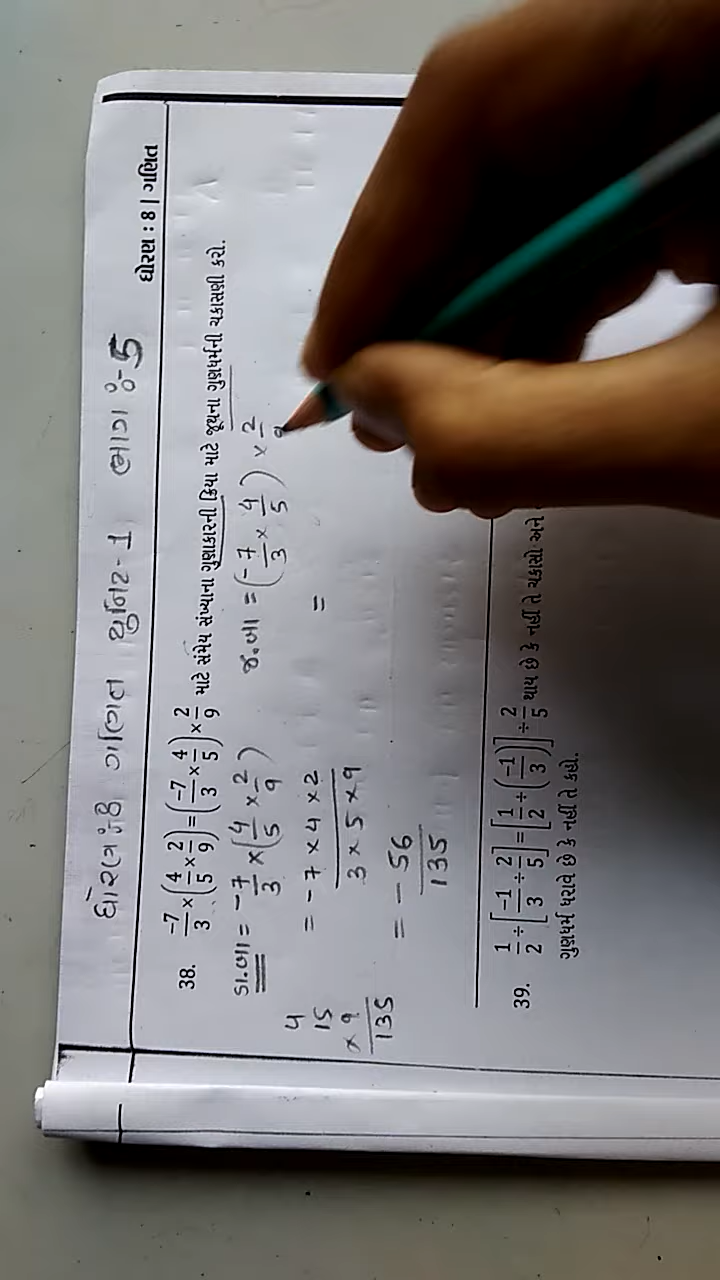 ધોરણ:-8 ગણિત યુનિટ-1 ભાગ:-5
ધોરણ : 8 | ગણિત
38. -7/3 × (4/5 × 2/9) = (-7/3 × 4/5) × 2/9 માટે સંમેય સંખ્યાના ગુણાકારની ક્રિયા માટે જૂથના ગુણધર્મની ચકાસણી કરો.
ડા.બા = -7/3 × (4/5 × 2/9)
= -7 × 4 × 2 / 3 × 5 × 9
= -56/135
4
15
× 9
135
જ.બા = (-7/3 × 4/5) × 2/9
=
39. 1/2 ÷ [-1/3 ÷ 2/5] = [1/2 ÷ (-1/3)] ÷ 2/5 થાય છે કે નહીં તે ચકાસો અને
ગુણધર્મ ધરાવે છે કે નહીં તે કહો.